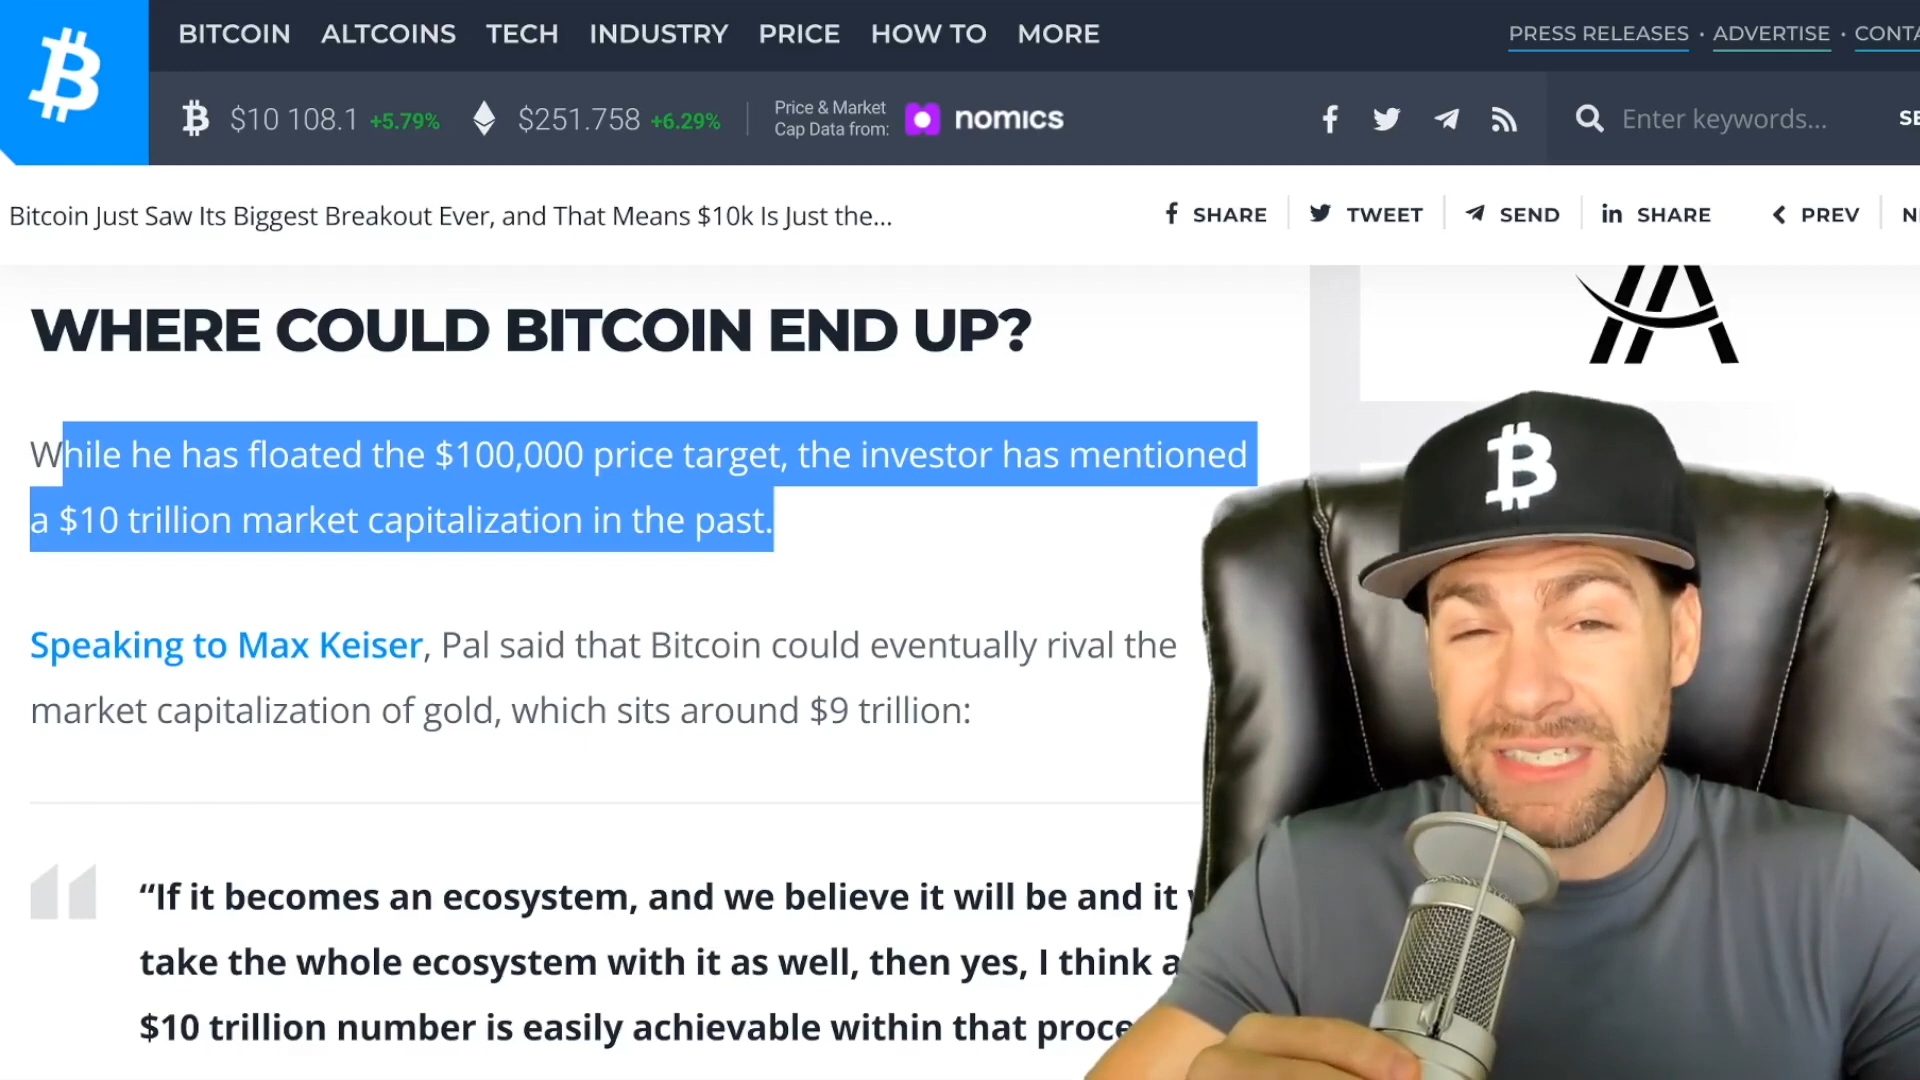 BITCOIN ALTCOINS TECH INDUSTRY PRICE HOW TO MORE
PRESS RELEASES · ADVERTISE ·
$10 108.1 +5.79% $251.758 +6.29%
Price & Market
Cap Data from:
nomics
Enter keywords...
Bitcoin Just Saw Its Biggest Breakout Ever, and That Means $10k Is Just the...
SHARE TWEET SEND SHARE PREV
WHERE COULD BITCOIN END UP?
While he has floated the $100,000 price target, the investor has mentioned
a $10 trillion market capitalization in the past.
Speaking to Max Keiser, Pal said that Bitcoin could eventually rival the
market capitalization of gold, which sits around $9 trillion:
“If it becomes an ecosystem, and we believe it will be and it
take the whole ecosystem with it as well, then yes, I think a
$10 trillion number is easily achievable within that